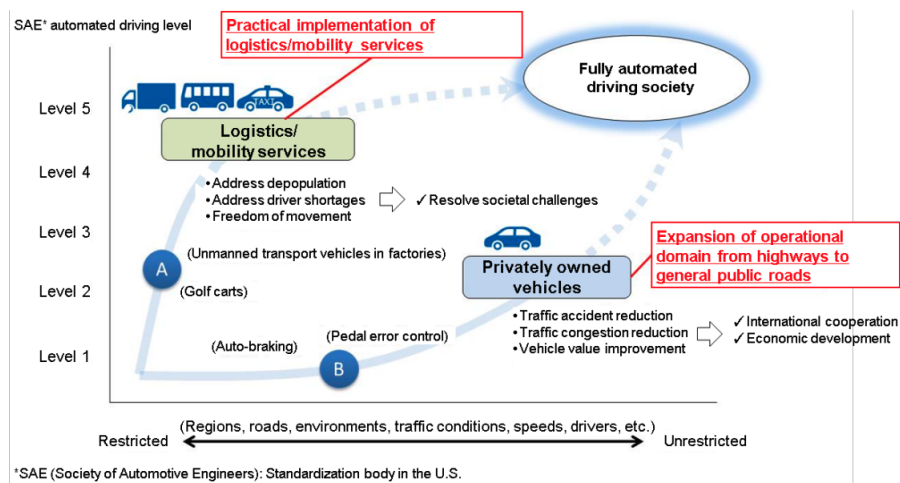 SAE* automated driving level
Practical implementation of
logistics/mobility services
Fully automated
driving society
Level 5
TAXI
Logistics/
mobility services
Level 4
•Address depopulation
•Address driver shortages
•Freedom of movement
✓Resolve societal challenges
Level 3
Expansion of operational
domain from highways to
general public roads
(Unmanned transport vehicles in factories)
A
Privately owned
vehicles
Level 2
(Golf carts)
•Traffic accident reduction
•Traffic congestion reduction
•Vehicle value improvement
✓International cooperation
✓Economic development
(Pedal error control)
(Auto-braking)
Level 1
B
(Regions, roads, environments, traffic conditions, speeds, drivers, etc.)
Restricted
Unrestricted
*SAE (Society of Automotive Engineers): Standardization body in the U.S.